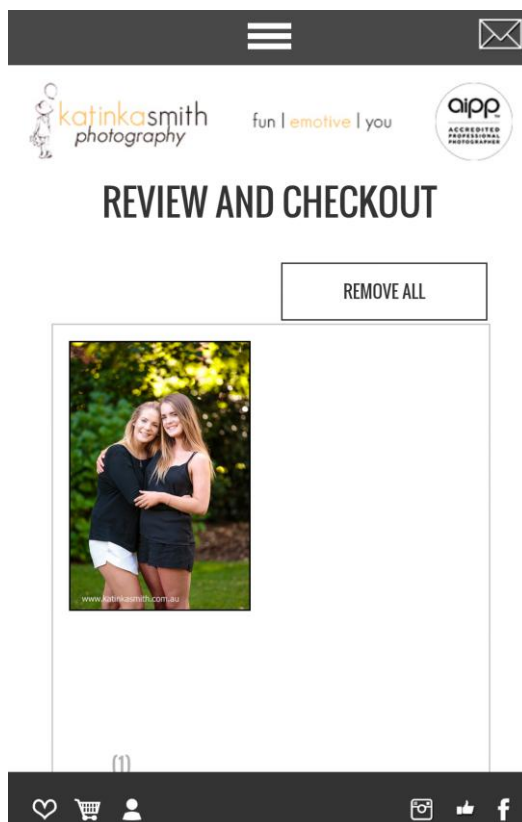 katinkasmith
photography
fun | emotive | you
aipp
ACCREDITED
PROFESSIONAL
PHOTOGRAPHER
REVIEW AND CHECKOUT
REMOVE ALL
www.katinkasmith.com.au
(1)